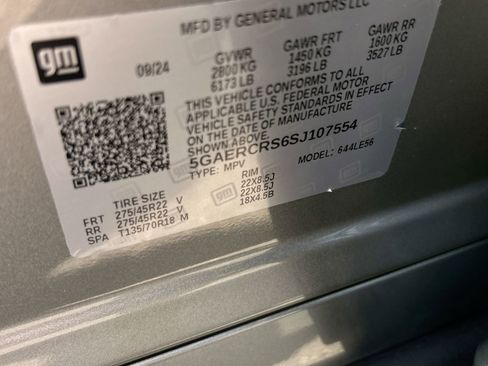 MFD BY GENERAL MOTORS LLC
gm
09/24
GVWR GAWR FRT GAWR RR
2800 KG 1450 KG 1600 KG
6173 LB 3196 LB 3527 LB
THIS VEHICLE CONFORMS TO ALL
APPLICABLE U.S. FEDERAL MOTOR
VEHICLE SAFETY STANDARDS IN EFFECT
ON THE DATE OF MANUFACTURE
SHOWN ABOVE.
5GAERCRS6SJ107554
TYPE: MPV MODEL: 644LE56
TIRE SIZE RIM
FRT 275/45R22 V 22X8.5J
RR 275/45R22 V 22X8.5J
SPA T135/70R18 M 18X4.5B